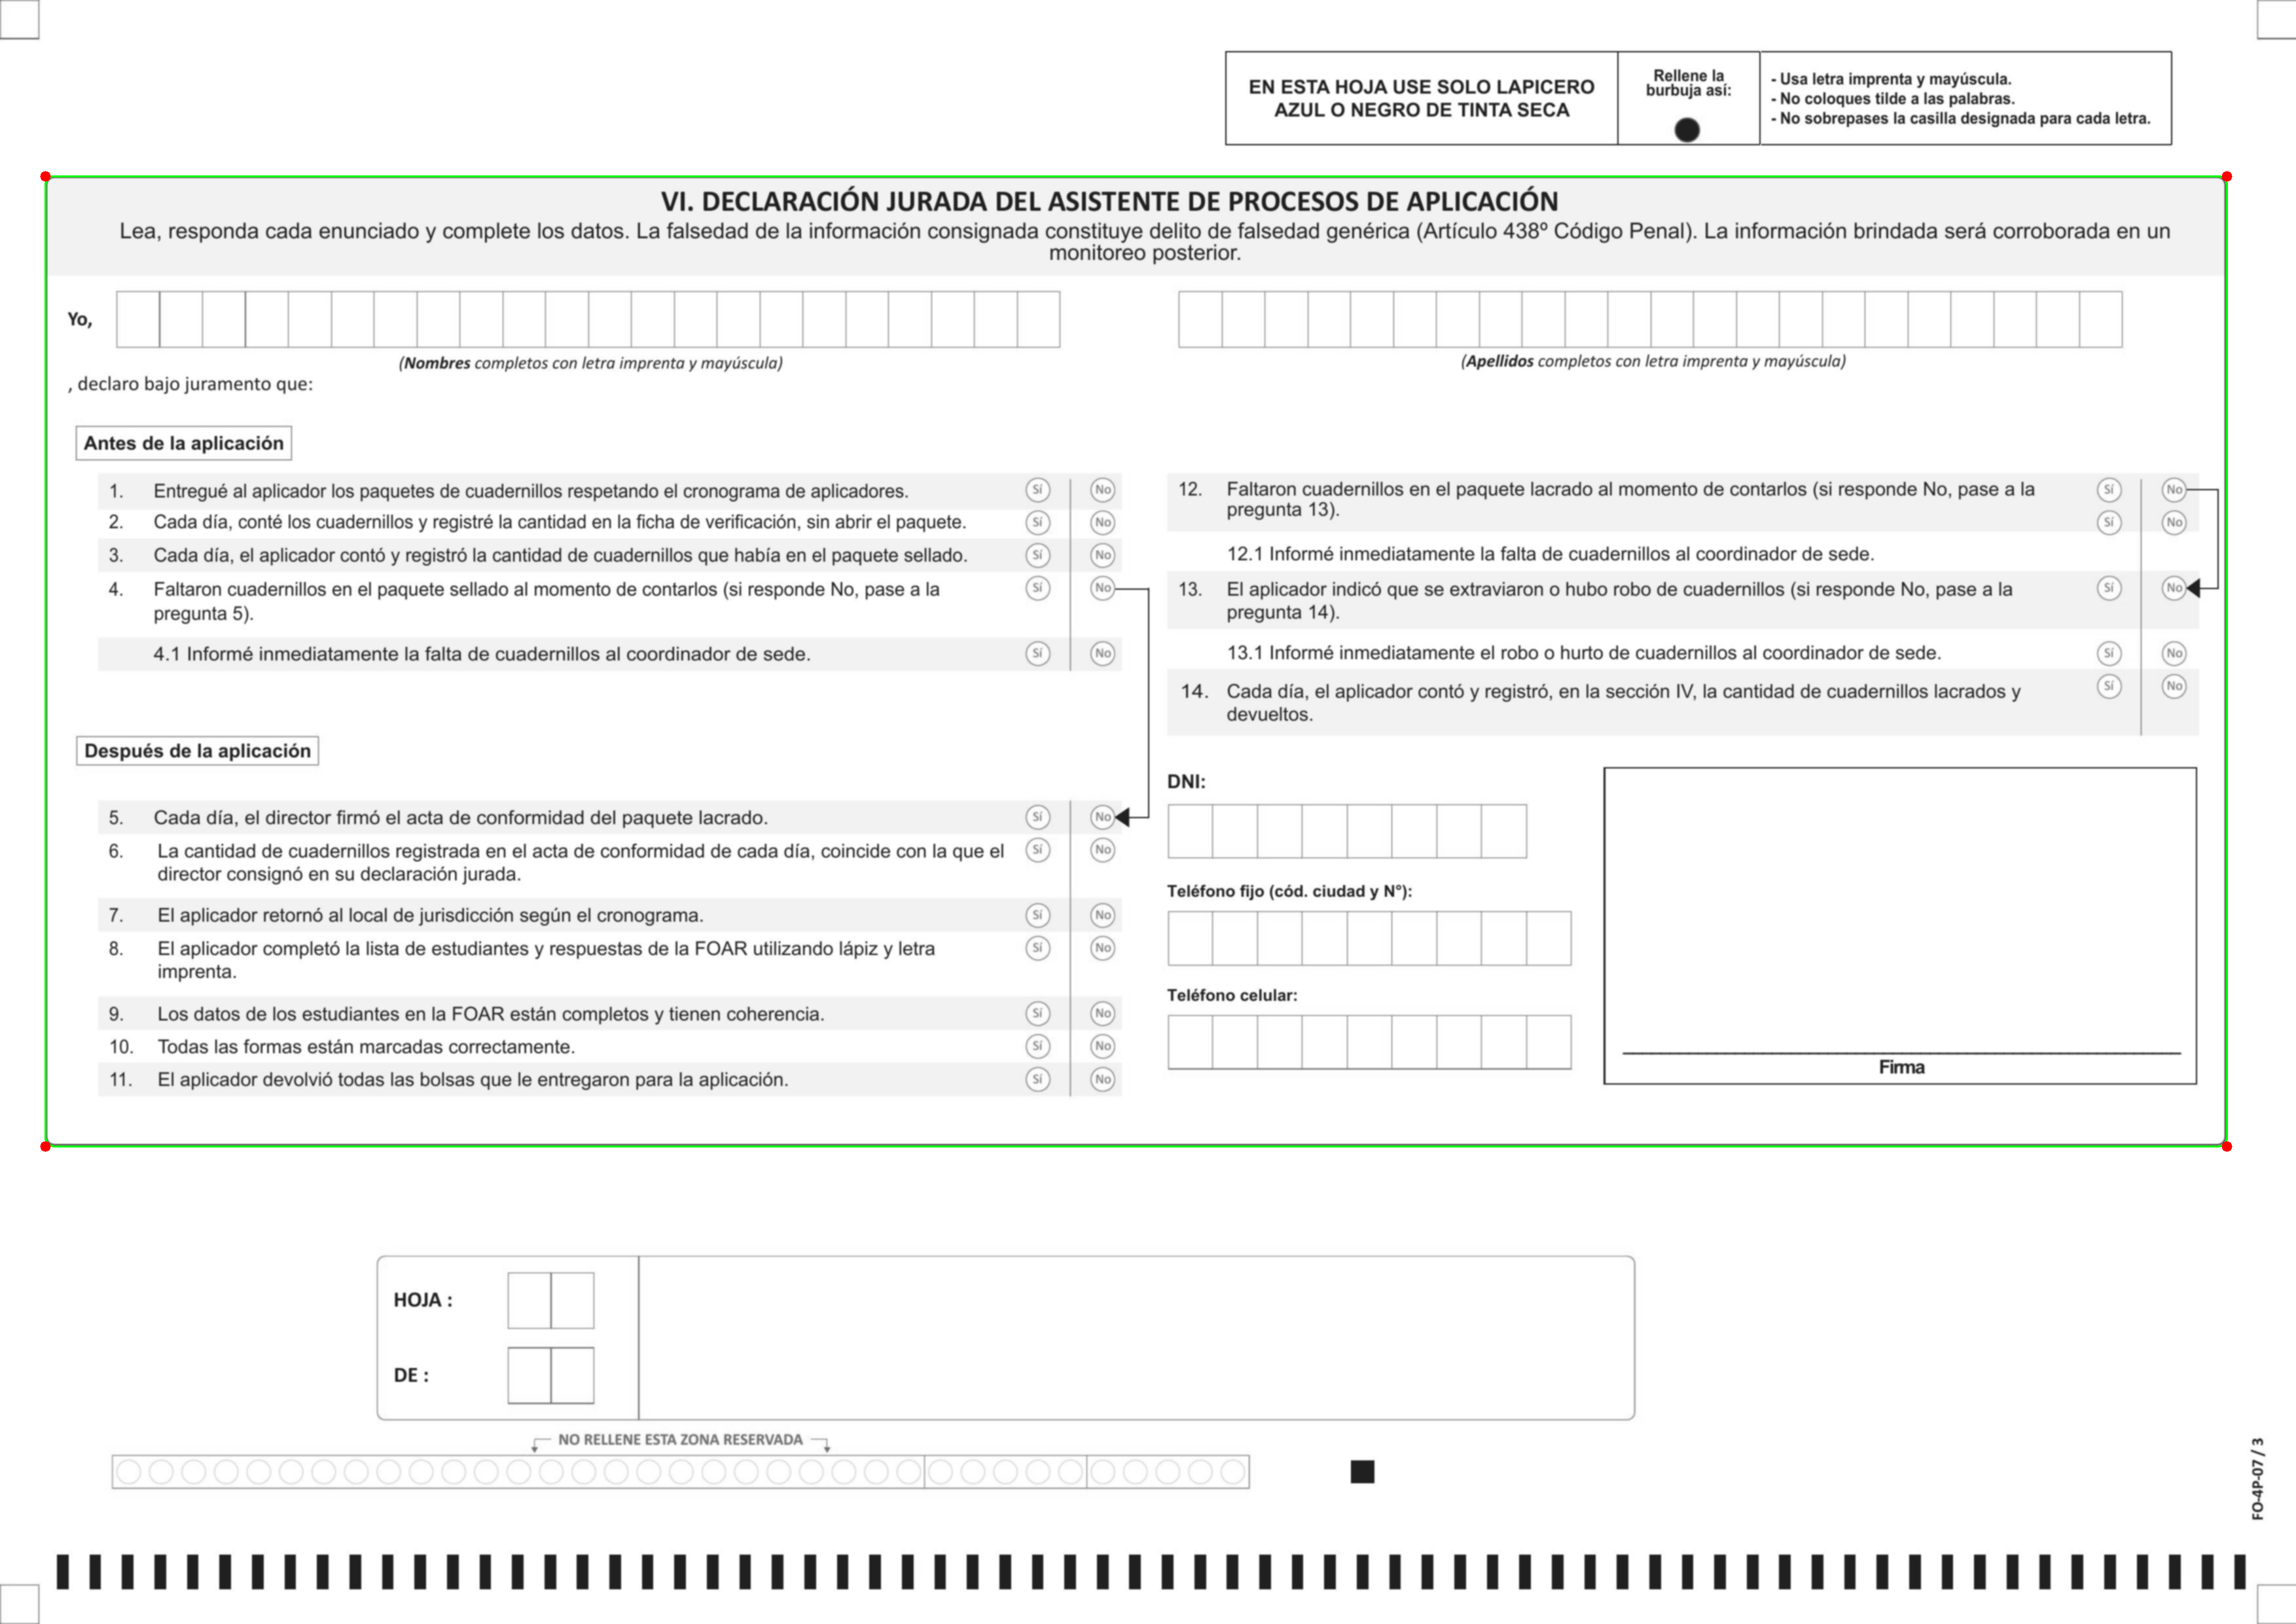 EN ESTA HOJA USE SOLO LAPICERO
AZUL O NEGRO DE TINTA SECA
Rellene la
burbuja así:
- Usa letra imprenta y mayúscula.
- No coloques tilde a las palabras.
- No sobrepases la casilla designada para cada letra.
VI. DECLARACIÓN JURADA DEL ASISTENTE DE PROCESOS DE APLICACIÓN
Lea, responda cada enunciado y complete los datos. La falsedad de la información consignada constituye delito de falsedad genérica (Artículo 438º Código Penal). La información brindada será corroborada en un
monitoreo posterior.
Yo,
(Nombres completos con letra imprenta y mayúscula)
(Apellidos completos con letra imprenta y mayúscula)
, declaro bajo juramento que:
Antes de la aplicación
1. Entregué al aplicador los paquetes de cuadernillos respetando el cronograma de aplicadores. Sí No
2. Cada día, conté los cuadernillos y registré la cantidad en la ficha de verificación, sin abrir el paquete. Sí No
3. Cada día, el aplicador contó y registró la cantidad de cuadernillos que había en el paquete sellado. Sí No
4. Faltaron cuadernillos en el paquete sellado al momento de contarlos (si responde No, pase a la Sí No
pregunta 5).
4.1 Informé inmediatamente la falta de cuadernillos al coordinador de sede. Sí No
Después de la aplicación
5. Cada día, el director firmó el acta de conformidad del paquete lacrado. Sí No
6. La cantidad de cuadernillos registrada en el acta de conformidad de cada día, coincide con la que el Sí No
director consignó en su declaración jurada.
7. El aplicador retornó al local de jurisdicción según el cronograma. Sí No
8. El aplicador completó la lista de estudiantes y respuestas de la FOAR utilizando lápiz y letra Sí No
imprenta.
9. Los datos de los estudiantes en la FOAR están completos y tienen coherencia. Sí No
10. Todas las formas están marcadas correctamente. Sí No
11. El aplicador devolvió todas las bolsas que le entregaron para la aplicación. Sí No
12. Faltaron cuadernillos en el paquete lacrado al momento de contarlos (si responde No, pase a la Sí No
pregunta 13). Sí No
12.1 Informé inmediatamente la falta de cuadernillos al coordinador de sede.
13. El aplicador indicó que se extraviaron o hubo robo de cuadernillos (si responde No, pase a la Sí No
pregunta 14).
13.1 Informé inmediatamente el robo o hurto de cuadernillos al coordinador de sede. Sí No
14. Cada día, el aplicador contó y registró, en la sección IV, la cantidad de cuadernillos lacrados y Sí No
devueltos.
DNI:
Teléfono fijo (cód. ciudad y N°):
Teléfono celular:
Firma
HOJA :
DE :
NO RELLENE ESTA ZONA RESERVADA
FO-4P-07 / 3